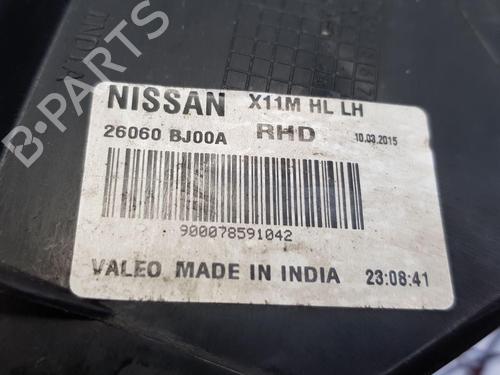 NISSAN X11M HL LH
26060 BJ00A RHD 10.03.2015
900078591042
VALEO MADE IN INDIA 23:08:41
B-PARTS